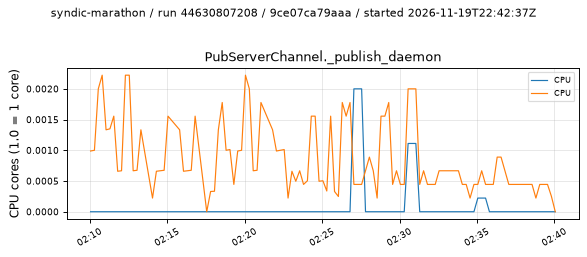 syndic-marathon / run 44630807208 / 9ce07ca79aaa / started 2026-11-19T22:42:37Z
PubServerChannel._publish_daemon
CPU cores (1.0 = 1 core)
0.0020
0.0015
0.0010
0.0005
0.0000
02:10
02:15
02:20
02:25
02:30
02:35
02:40
CPU
CPU